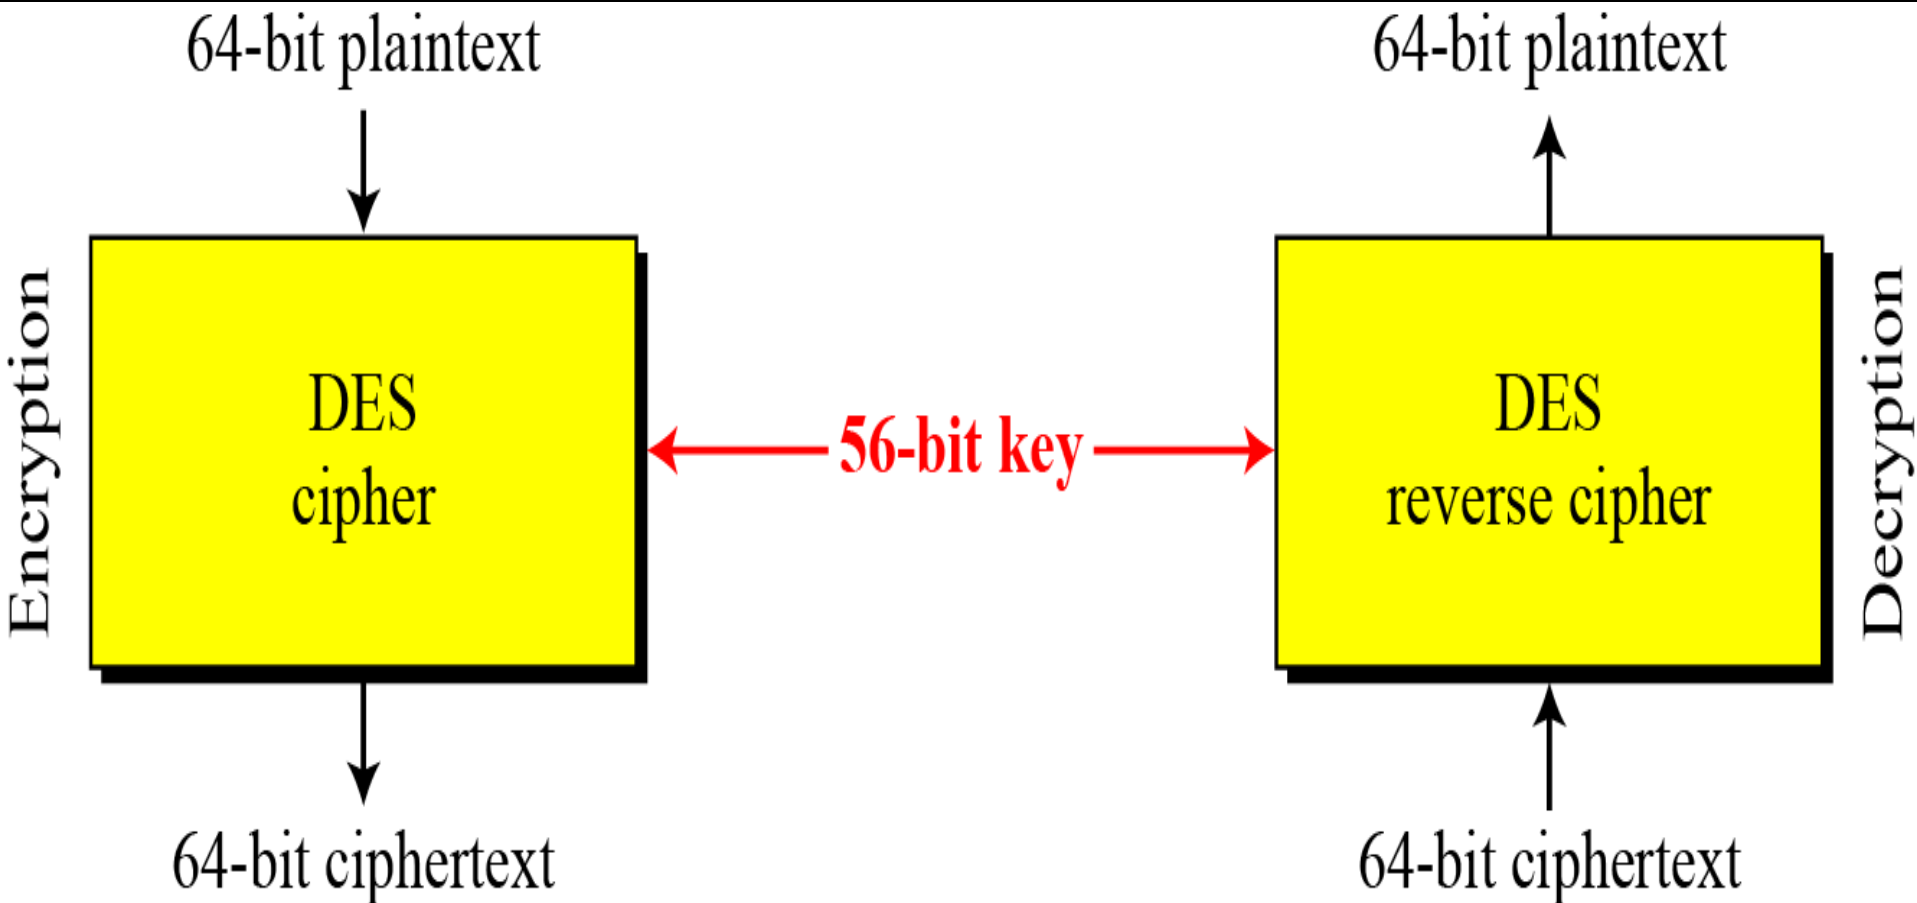 64-bit plaintext
64-bit plaintext
Encryption
DES
cipher
56-bit key
DES
reverse cipher
Decryption
64-bit ciphertext
64-bit ciphertext